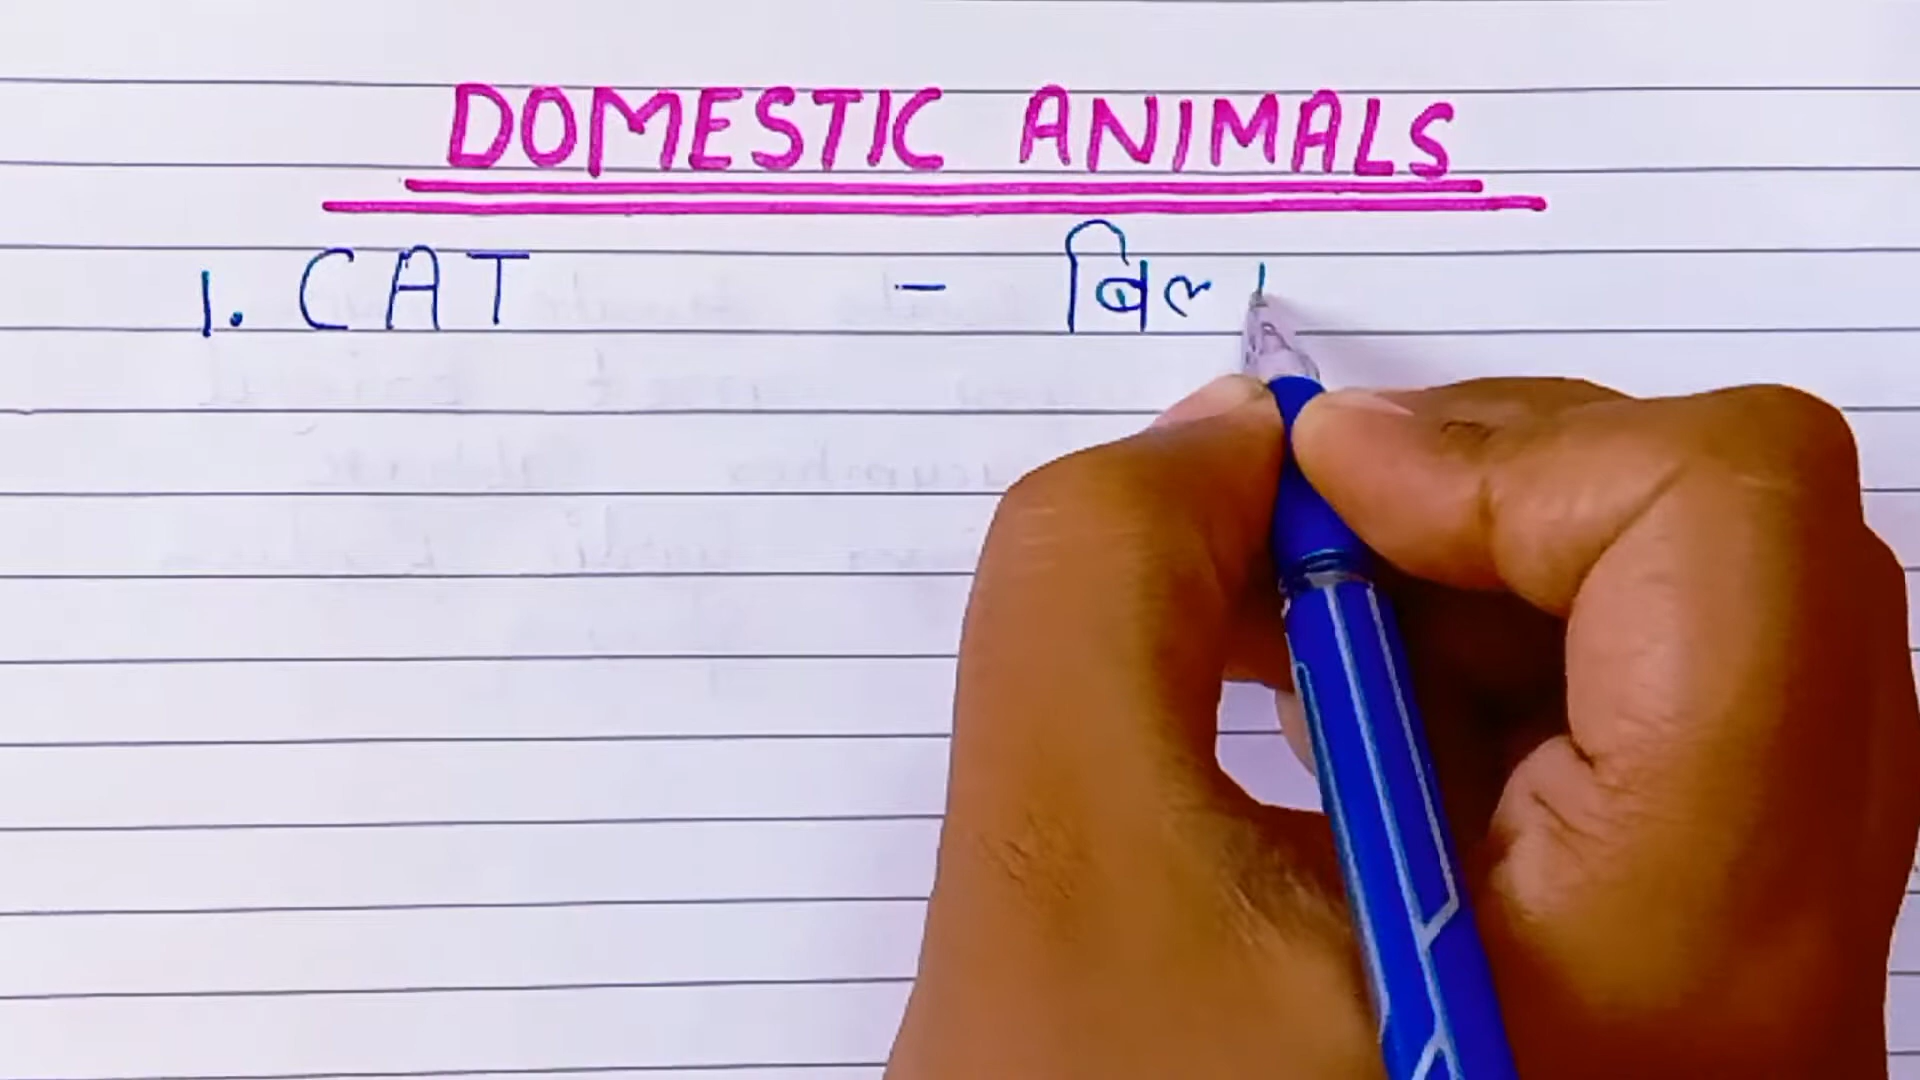 DOMESTIC ANIMALS
1. CAT - बिल